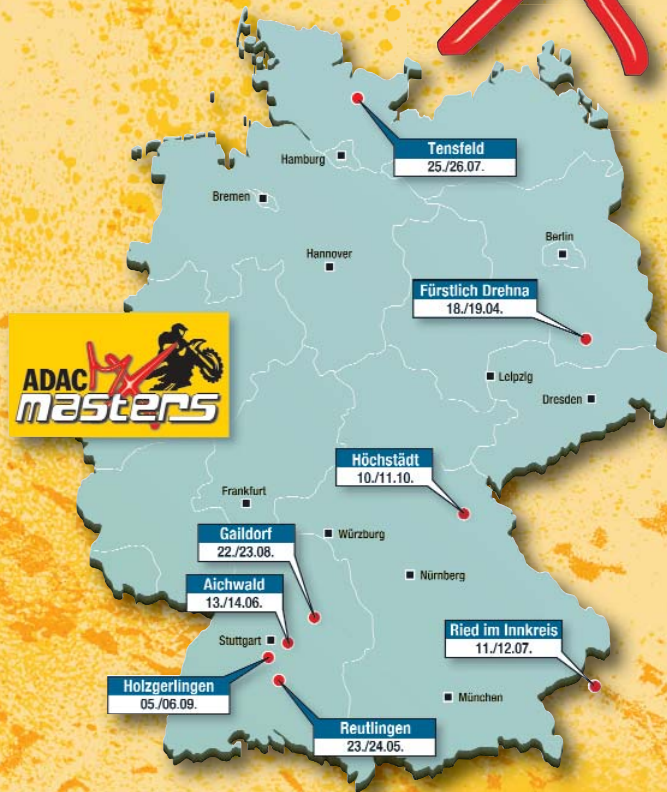 Tensfeld
25./26.07.
Hamburg
Bremen
Berlin
Hannover
Fürstlich Drehna
18./19.04.
ADAC MX
masters
Leipzig
Dresden
Höchstädt
10./11.10.
Frankfurt
Gaildorf
22./23.08.
Würzburg
Aichwald
13./14.06.
Nürnberg
Stuttgart
Ried im Innkreis
11./12.07.
Holzgerlingen
05./06.09.
München
Reutlingen
23./24.05.